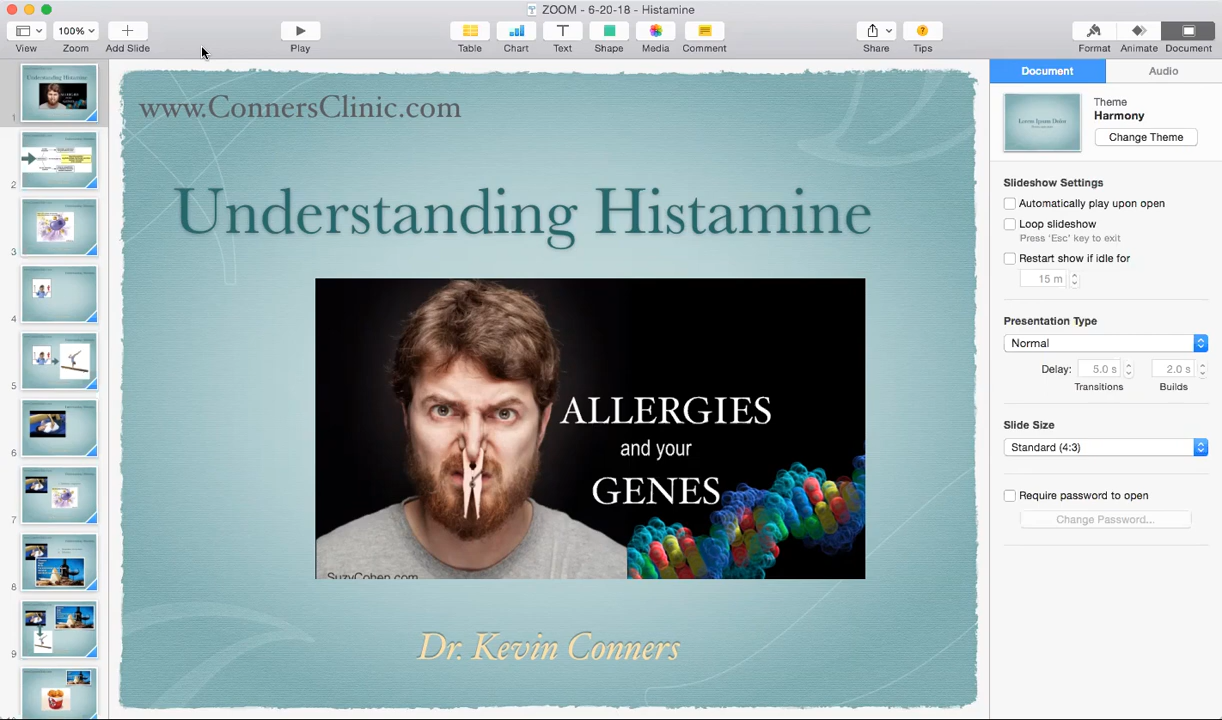 ZOOM - 6-20-18 - Histamine
100%
View
Zoom
Add Slide
Play
Table
Chart
Text
Shape
Media
Comment
Share
Tips
Format
Animate
Document
1
2
3
4
5
6
7
8
9
www.ConnersClinic.com
Understanding Histamine
ALLERGIES
and your
GENES
SuzyCohen.com
Dr. Kevin Conners
Document
Audio
Lorem Ipsum Dolor
Theme
Harmony
Change Theme
Slideshow Settings
Automatically play upon open
Loop slideshow
Press 'Esc' key to exit
Restart show if idle for
15 m
Presentation Type
Normal
Delay:
5.0 s
2.0 s
Transitions
Builds
Slide Size
Standard (4:3)
Require password to open
Change Password...